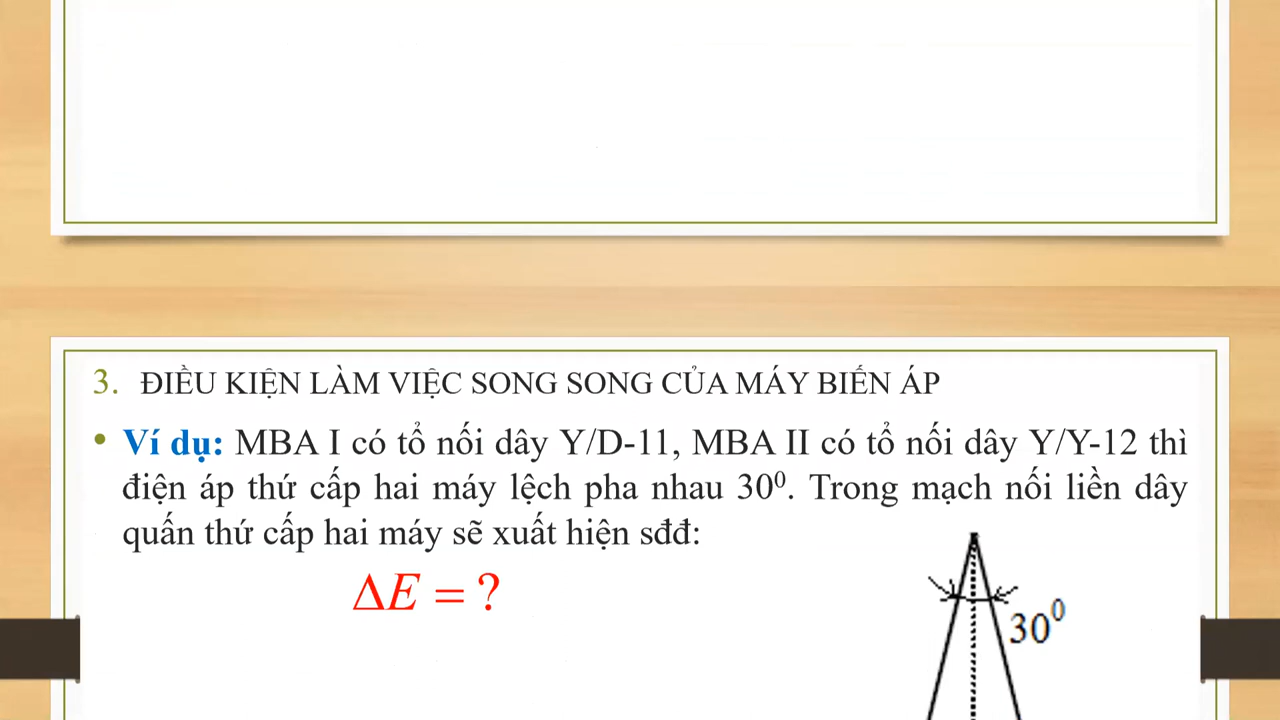 3. ĐIỀU KIỆN LÀM VIỆC SONG SONG CỦA MÁY BIẾN ÁP
• Ví dụ: MBA I có tổ nối dây Y/D-11, MBA II có tổ nối dây Y/Y-12 thì
điện áp thứ cấp hai máy lệch pha nhau 30⁰. Trong mạch nối liền dây
quấn thứ cấp hai máy sẽ xuất hiện sđđ:
ΔE = ?
30⁰